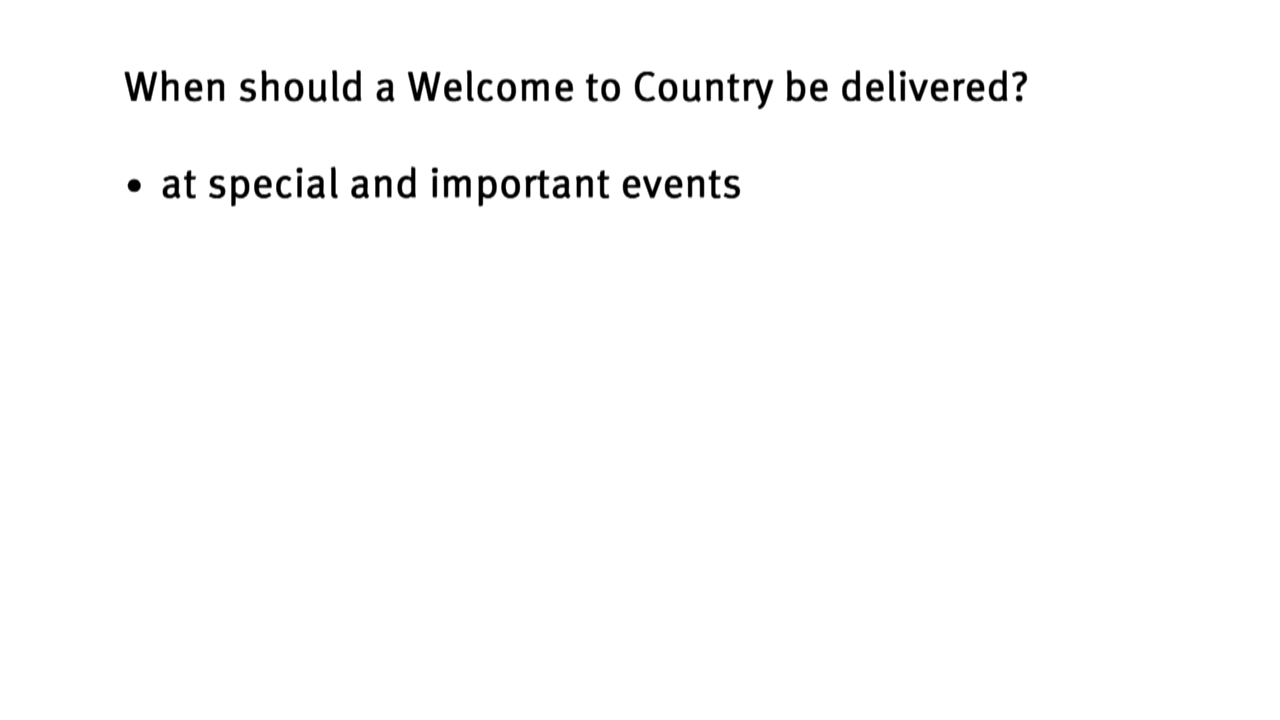 When should a Welcome to Country be delivered?
• at special and important events